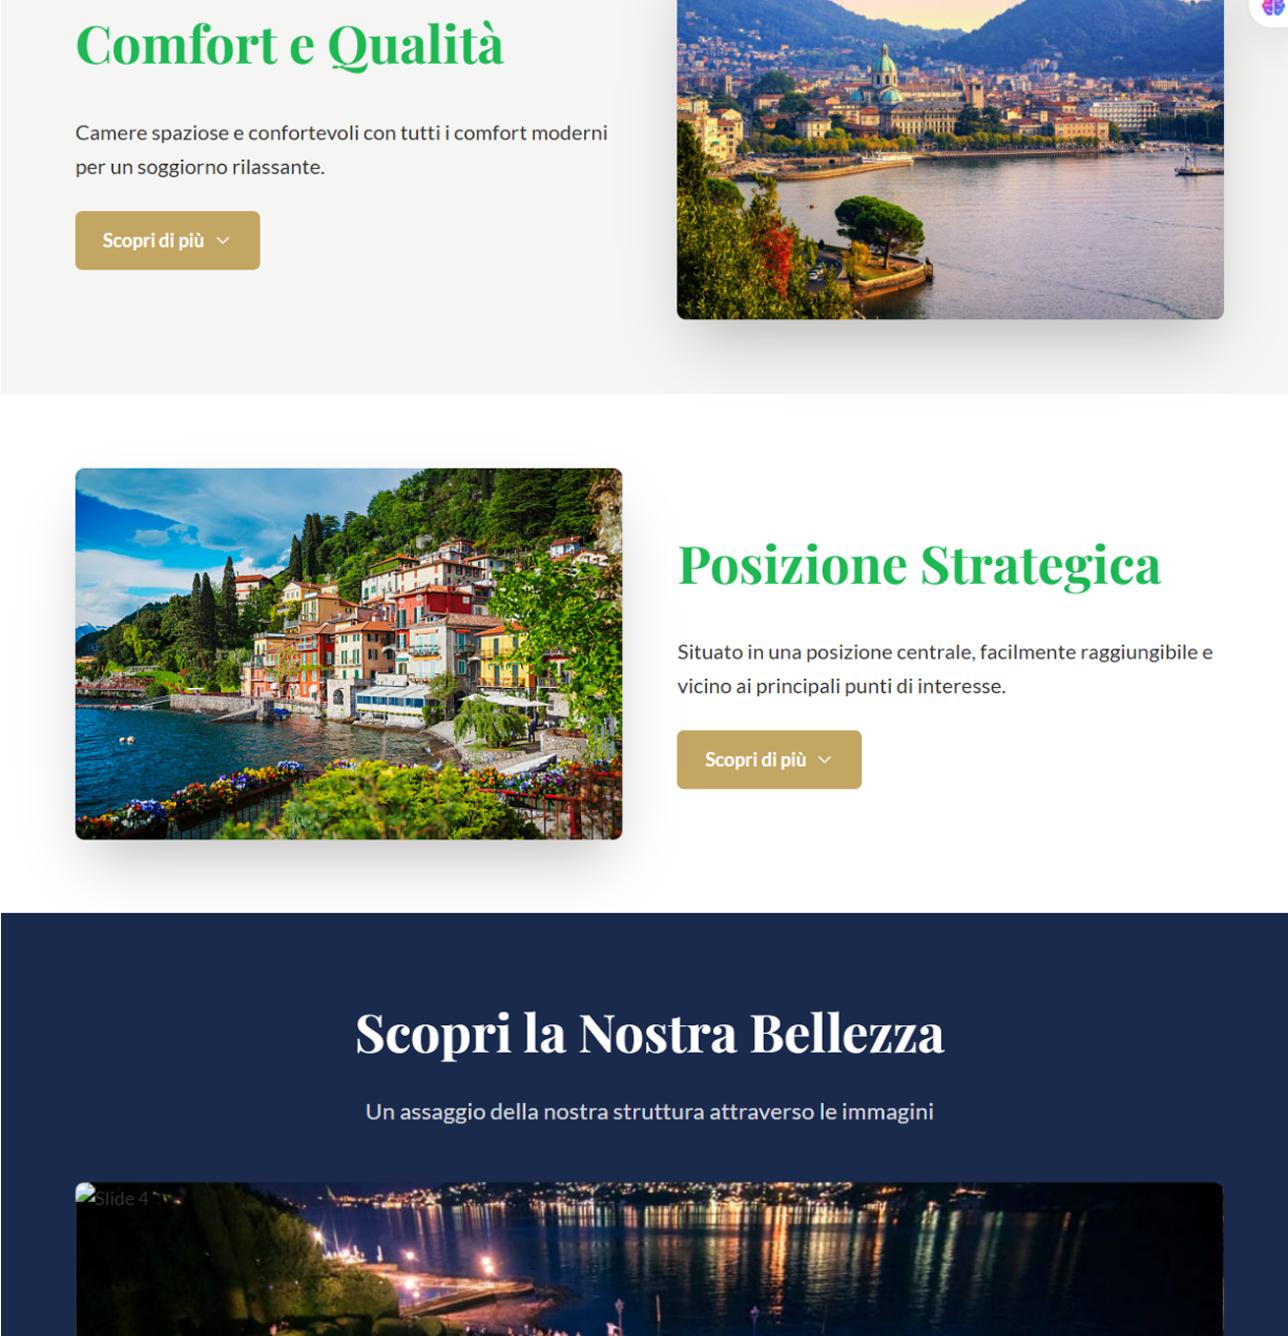 Comfort e Qualità
Camere spaziose e confortevoli con tutti i comfort moderni
per un soggiorno rilassante.
Scopri di più
Posizione Strategica
Situato in una posizione centrale, facilmente raggiungibile e
vicino ai principali punti di interesse.
Scopri di più
Scopri la Nostra Bellezza
Un assaggio della nostra struttura attraverso le immagini
Slide 4